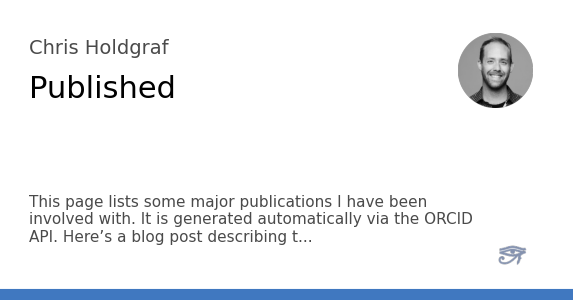 Chris Holdgraf
Published
This page lists some major publications I have been
involved with. It is generated automatically via the ORCID
API. Here’s a blog post describing t...